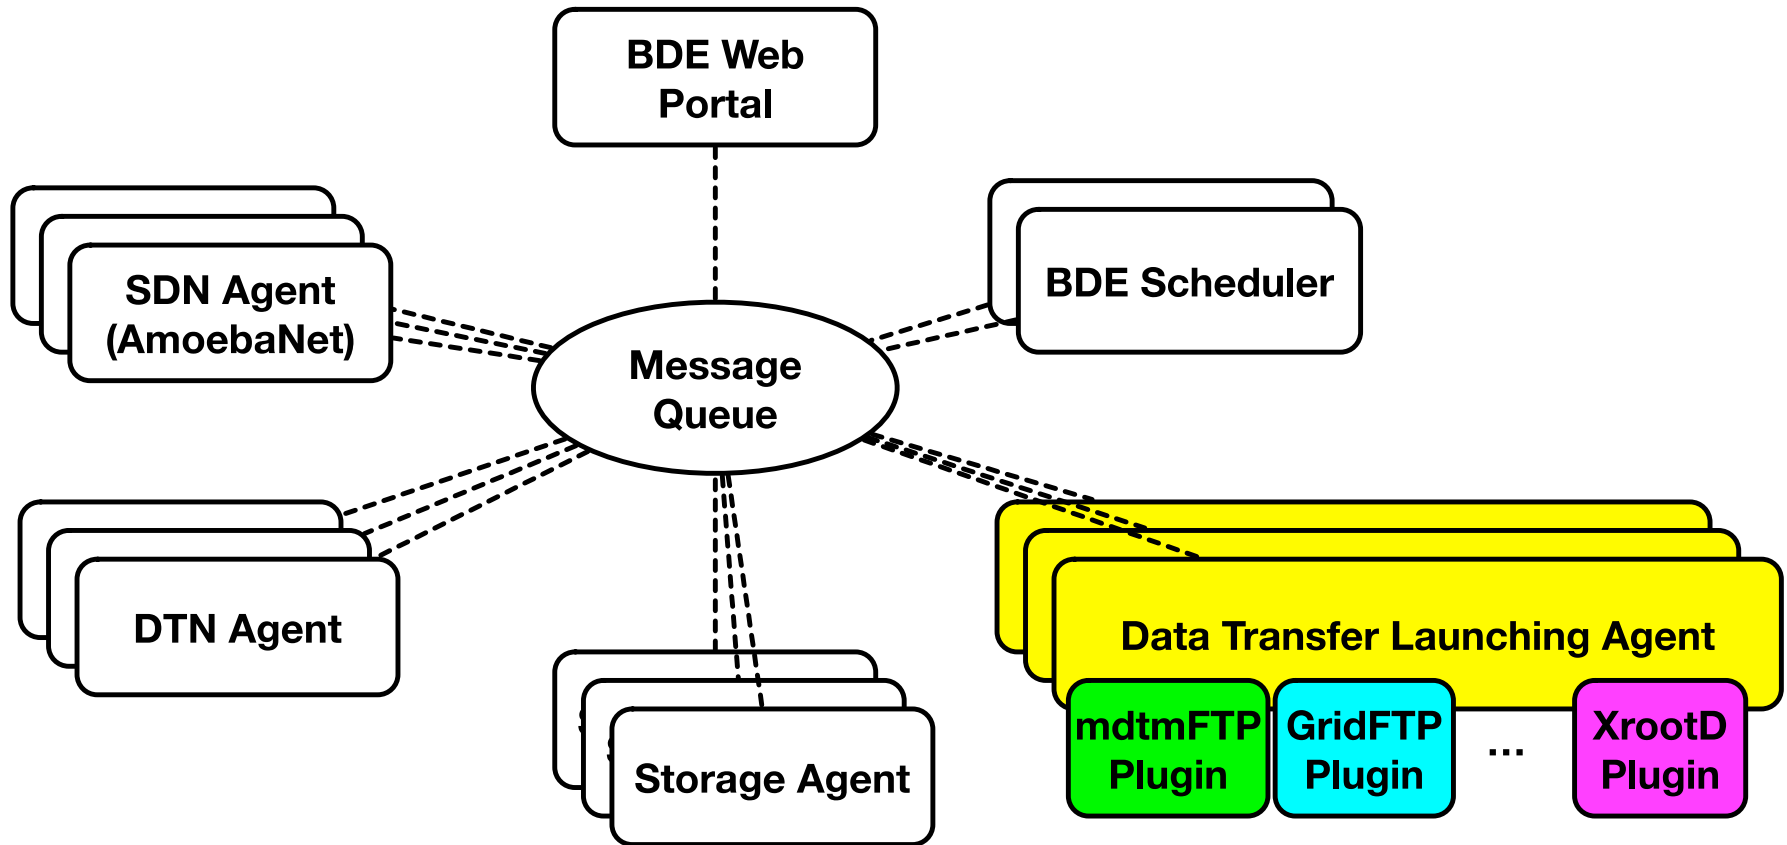 BDE Web
Portal
SDN Agent
(AmoebaNet)
BDE Scheduler
Message
Queue
DTN Agent
Data Transfer Launching Agent
Storage Agent
mdtmFTP
Plugin
GridFTP
Plugin
...
XrootD
Plugin